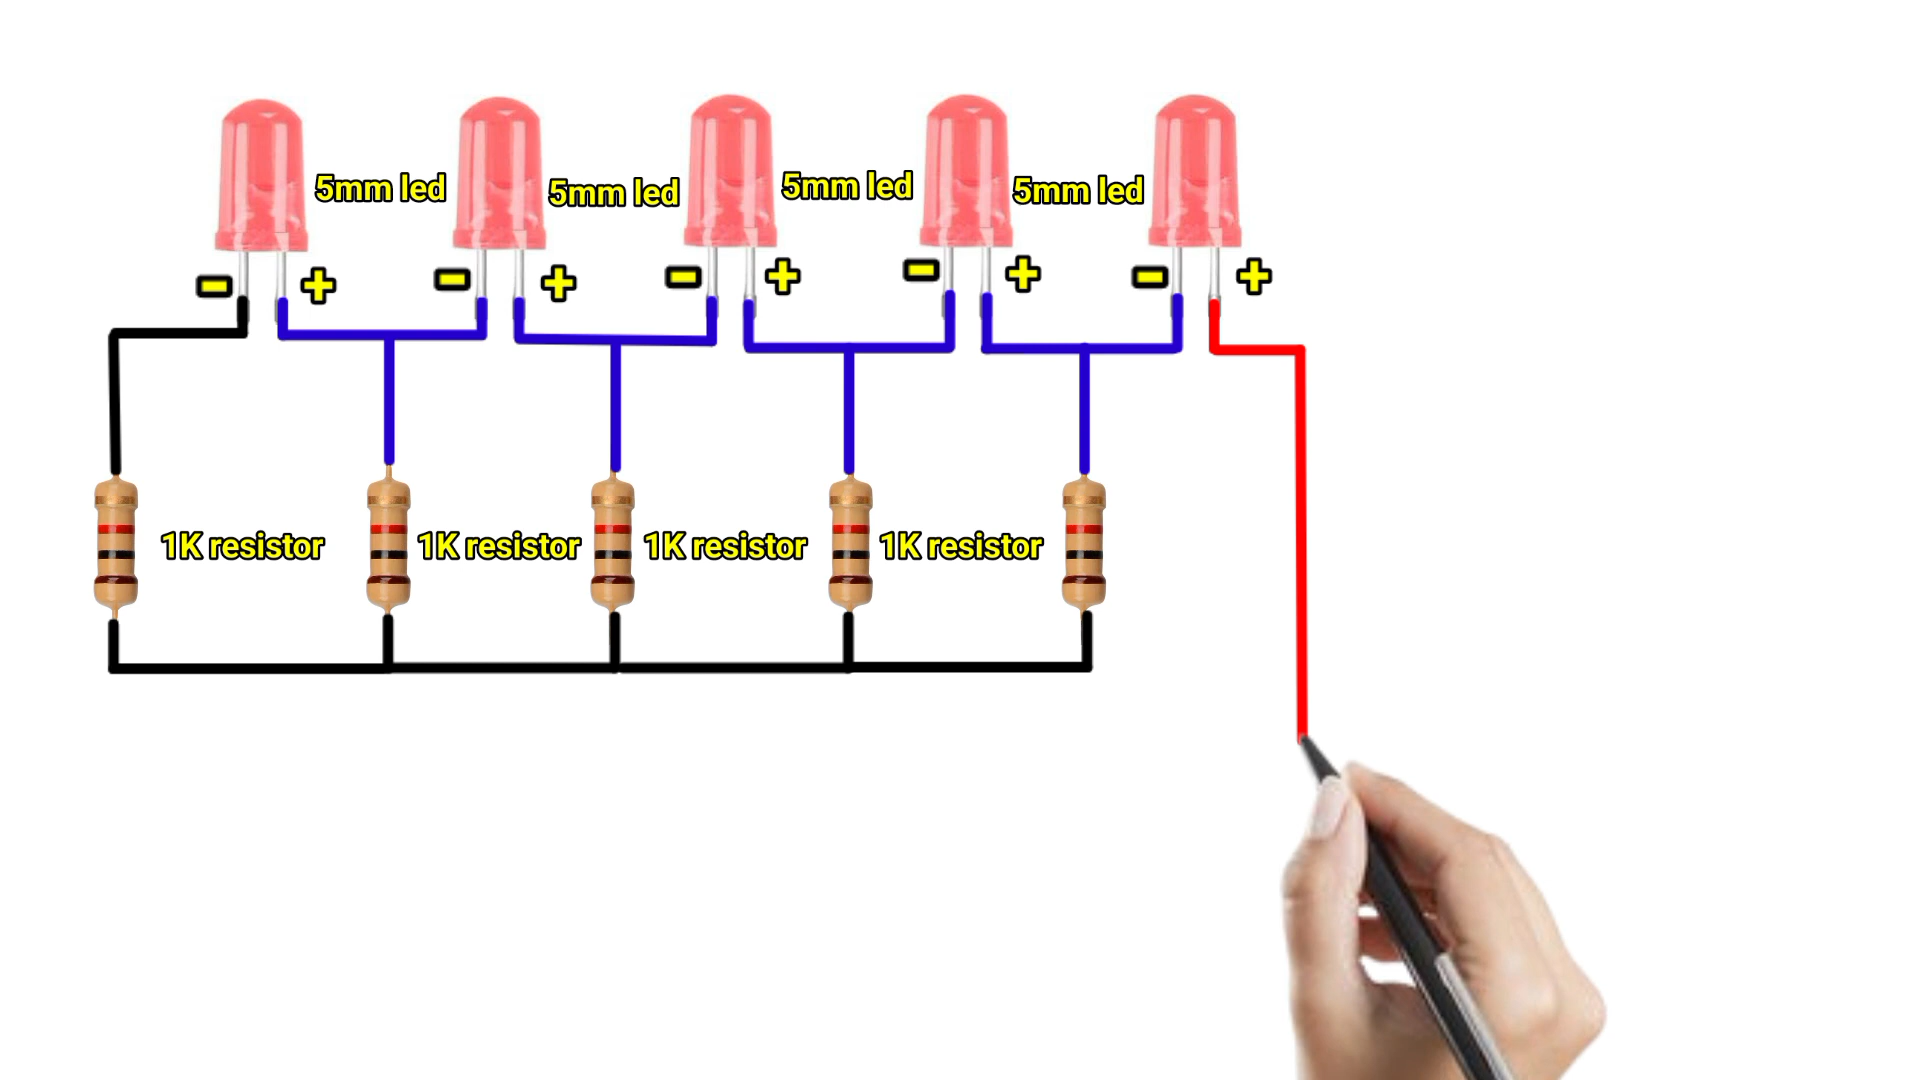 5mm led
5mm led
5mm led
5mm led
- +
- +
- +
- +
- +
1K resistor
1K resistor
1K resistor
1K resistor